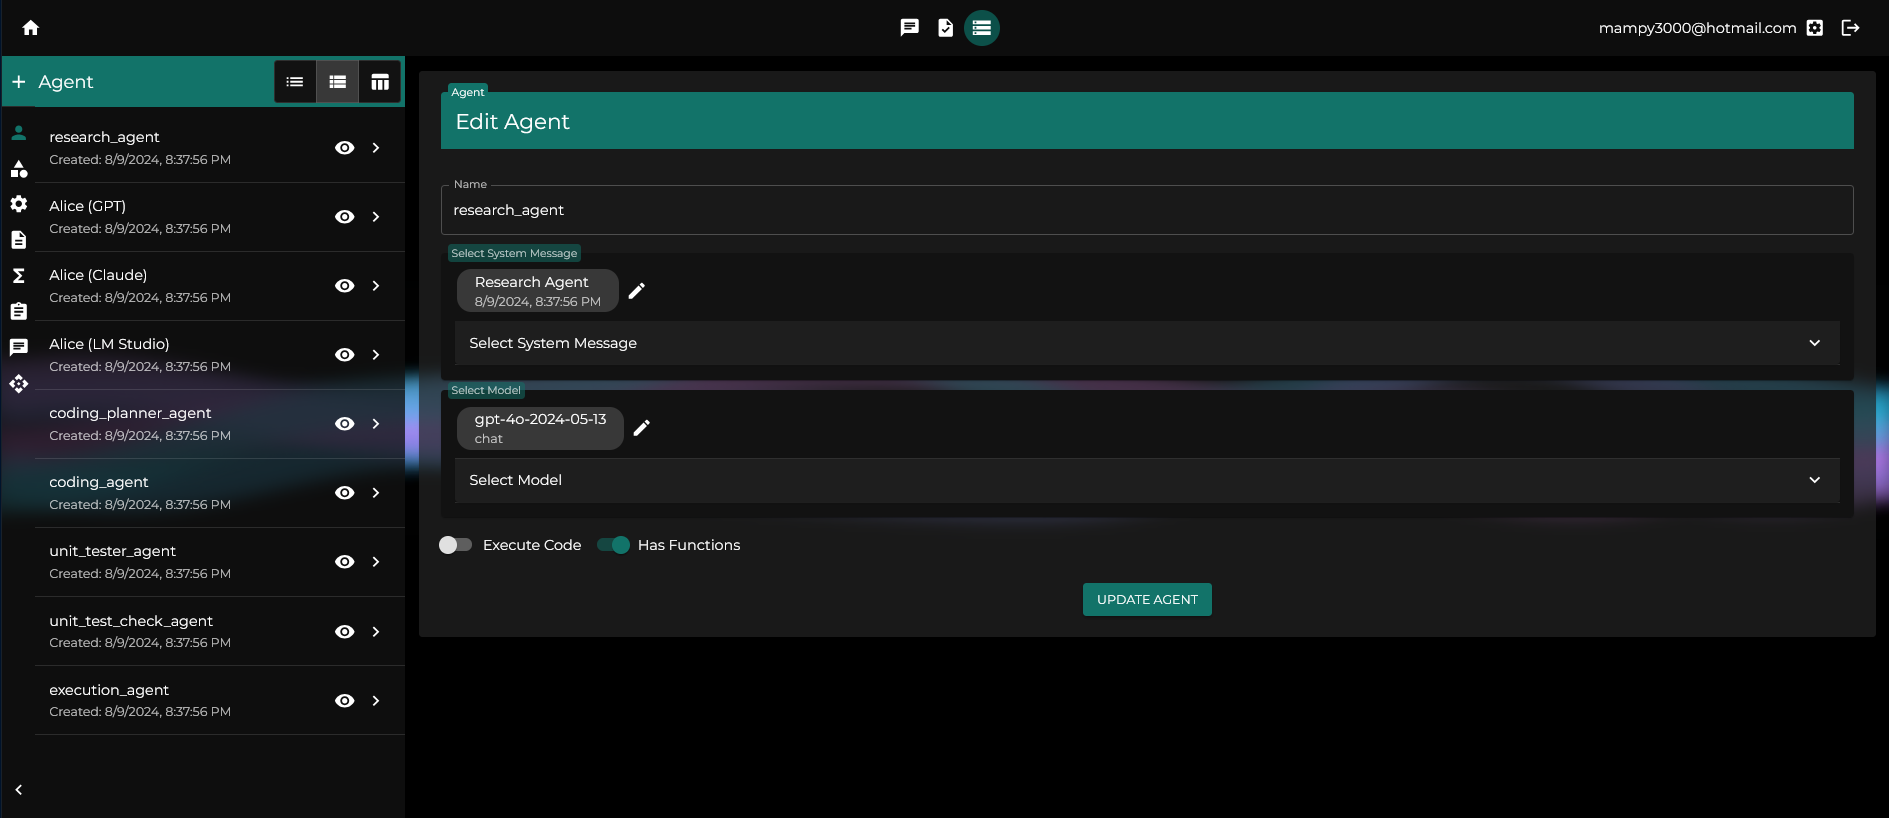 mampy3000@hotmail.com
Agent
research_agent
Created: 8/9/2024, 8:37:56 PM
Alice (GPT)
Created: 8/9/2024, 8:37:56 PM
Alice (Claude)
Created: 8/9/2024, 8:37:56 PM
Alice (LM Studio)
Created: 8/9/2024, 8:37:56 PM
coding_planner_agent
Created: 8/9/2024, 8:37:56 PM
coding_agent
Created: 8/9/2024, 8:37:56 PM
unit_tester_agent
Created: 8/9/2024, 8:37:56 PM
unit_test_check_agent
Created: 8/9/2024, 8:37:56 PM
execution_agent
Created: 8/9/2024, 8:37:56 PM
Agent
Edit Agent
Name
research_agent
Select System Message
Research Agent
8/9/2024, 8:37:56 PM
Select System Message
Select Model
gpt-4o-2024-05-13
chat
Select Model
Execute Code
Has Functions
UPDATE AGENT